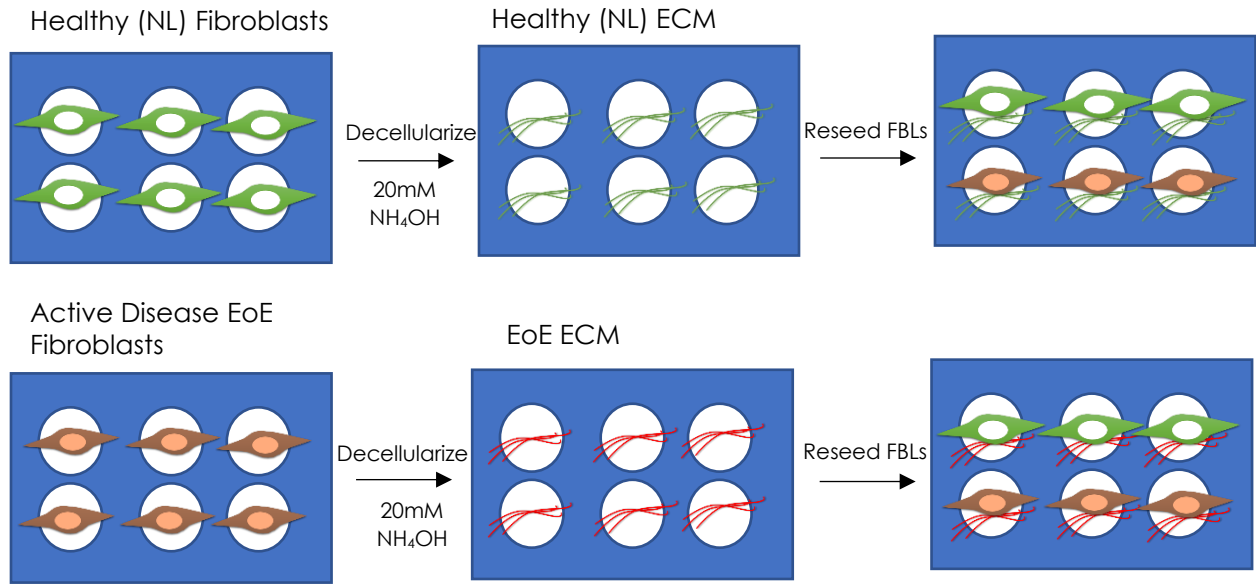 Healthy (NL) Fibroblasts
Healthy (NL) ECM
Decellularize
20mM
NH₄OH
Reseed FBLs
Active Disease EoE
Fibroblasts
EoE ECM
Decellularize
20mM
NH₄OH
Reseed FBLs